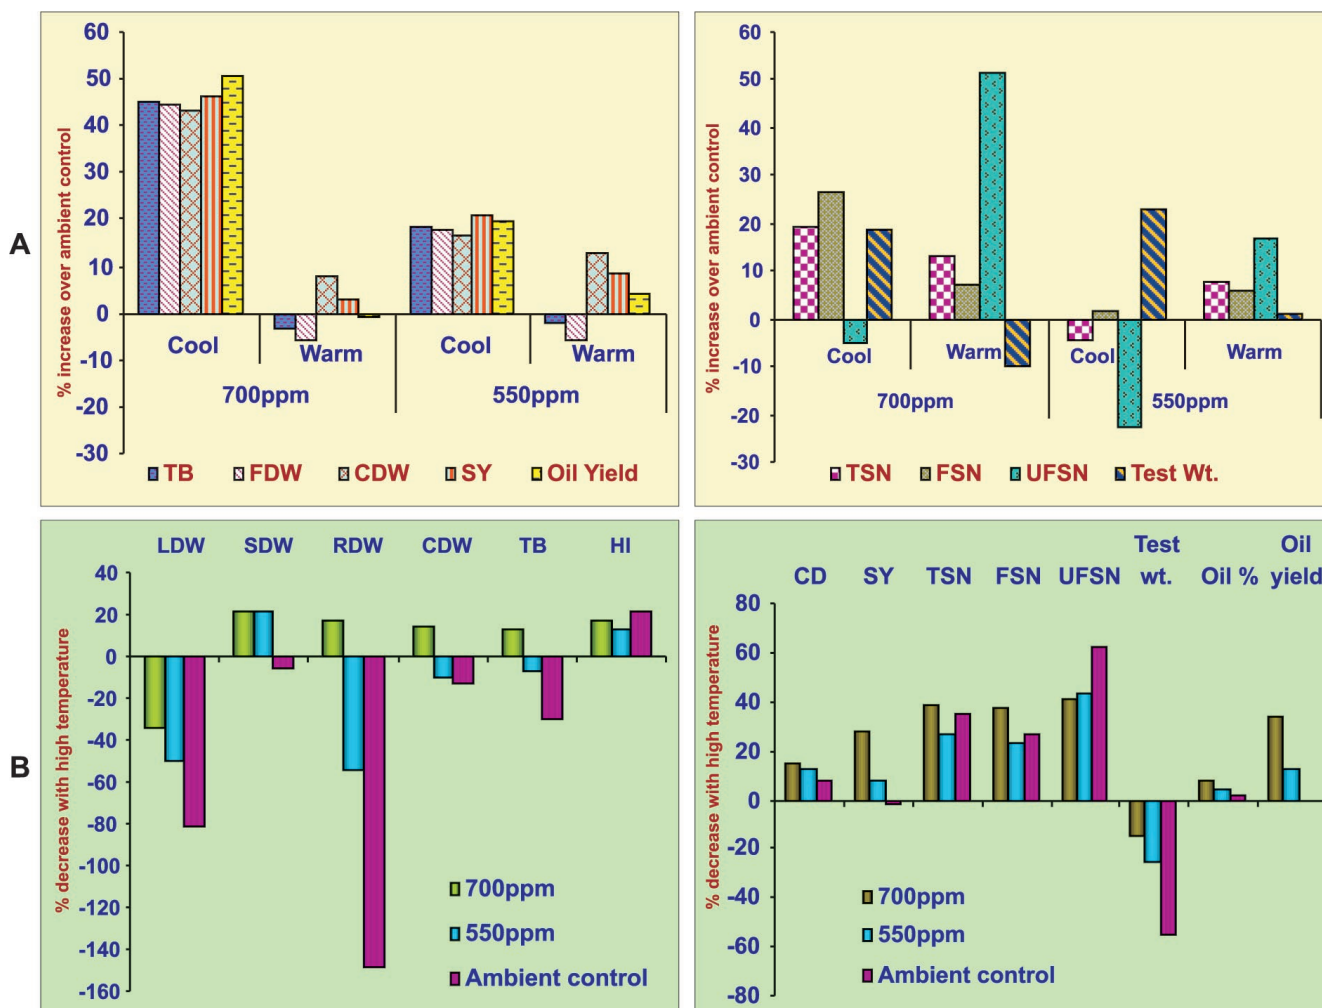 A
% increase over ambient control
60
50
40
30
20
10
0
-10
-20
-30
Cool
Warm
Cool
Warm
700ppm
550ppm
TB
FDW
CDW
SY
Oil Yield
% increase over ambient control
60
50
40
30
20
10
0
-10
-20
-30
Cool
Warm
Cool
Warm
700ppm
550ppm
TSN
FSN
UFSN
Test Wt.
B
% decrease with high temperature
LDW
SDW
RDW
CDW
TB
HI
40
20
0
-20
-40
-60
-80
-100
-120
-140
-160
700ppm
550ppm
Ambient control
% decrease with high temperature
CD
SY
TSN
FSN
UFSN
Test
wt.
Oil %
Oil
yield
80
60
40
20
0
-20
-40
-60
-80
700ppm
550ppm
Ambient control